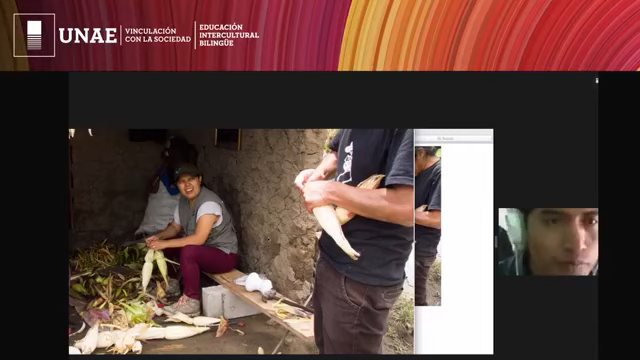 UNAE
VINCULACIÓN
CON LA SOCIEDAD
EDUCACIÓN
INTERCULTURAL
BILINGÜE